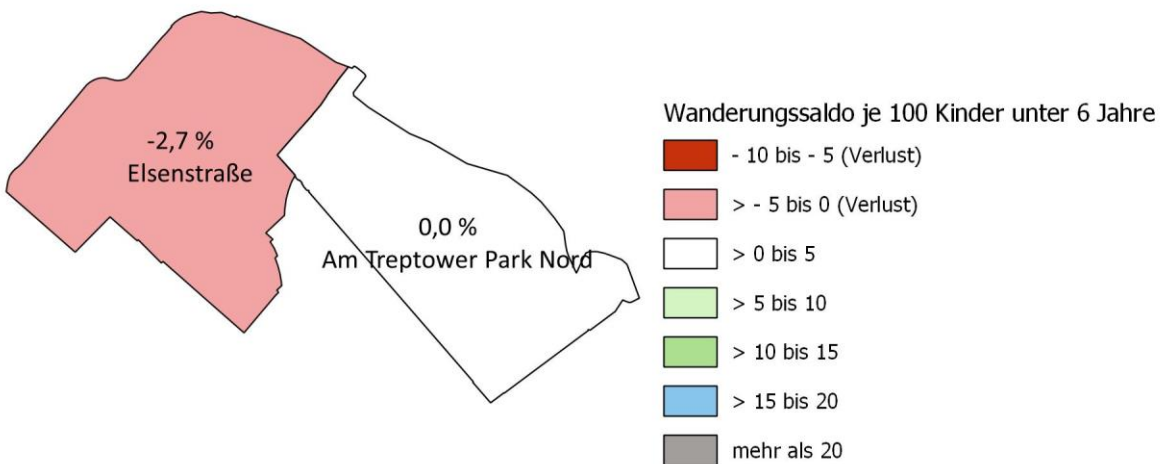 -2,7 %
Elsenstraße
0,0 %
Am Treptower Park Nord
Wanderungssaldo je 100 Kinder unter 6 Jahre
- 10 bis - 5 (Verlust)
> - 5 bis 0 (Verlust)
> 0 bis 5
> 5 bis 10
> 10 bis 15
> 15 bis 20
mehr als 20